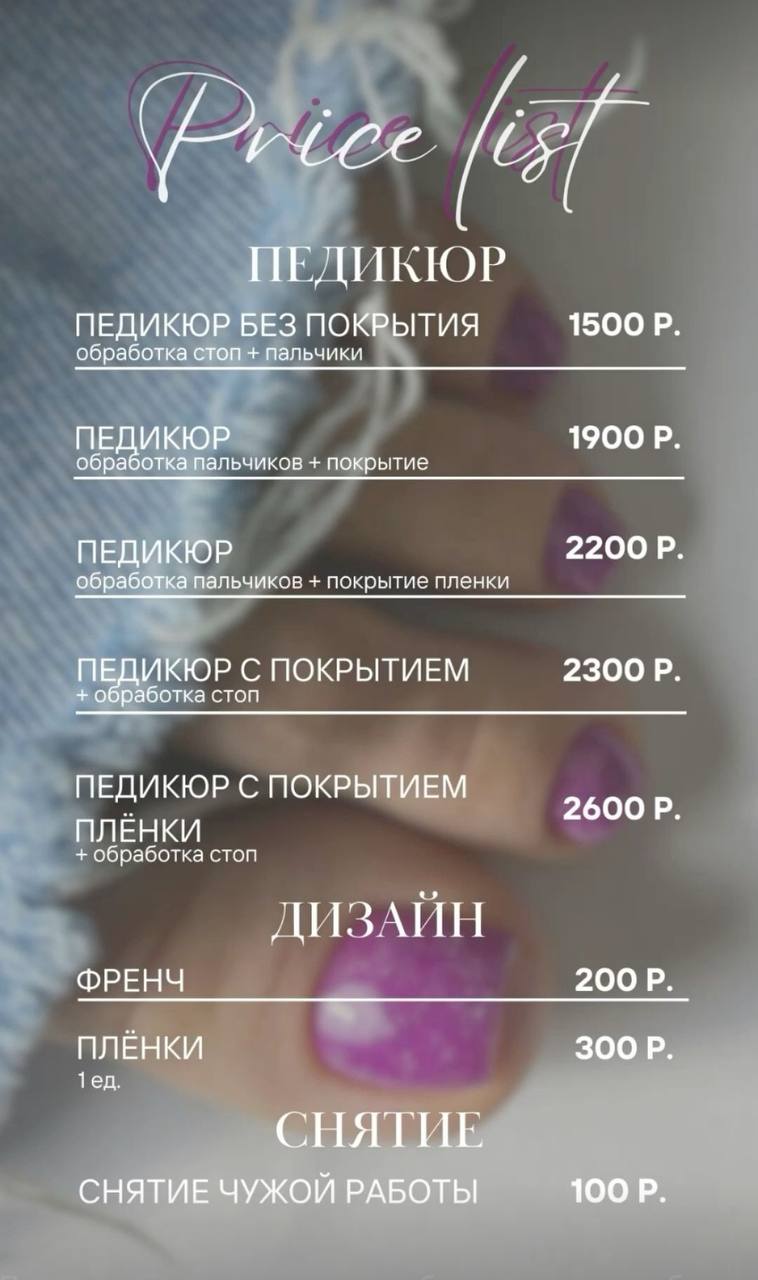 Price list
ПЕДИКЮР
ПЕДИКЮР БЕЗ ПОКРЫТИЯ 1500 Р.
обработка стоп + пальчики
ПЕДИКЮР 1900 Р.
обработка пальчиков + покрытие
ПЕДИКЮР 2200 Р.
обработка пальчиков + покрытие пленки
ПЕДИКЮР С ПОКРЫТИЕМ 2300 Р.
+ обработка стоп
ПЕДИКЮР С ПОКРЫТИЕМ
ПЛЁНКИ 2600 Р.
+ обработка стоп
ДИЗАЙН
ФРЕНЧ 200 Р.
ПЛЁНКИ 300 Р.
1 ед.
СНЯТИЕ
СНЯТИЕ ЧУЖОЙ РАБОТЫ 100 Р.